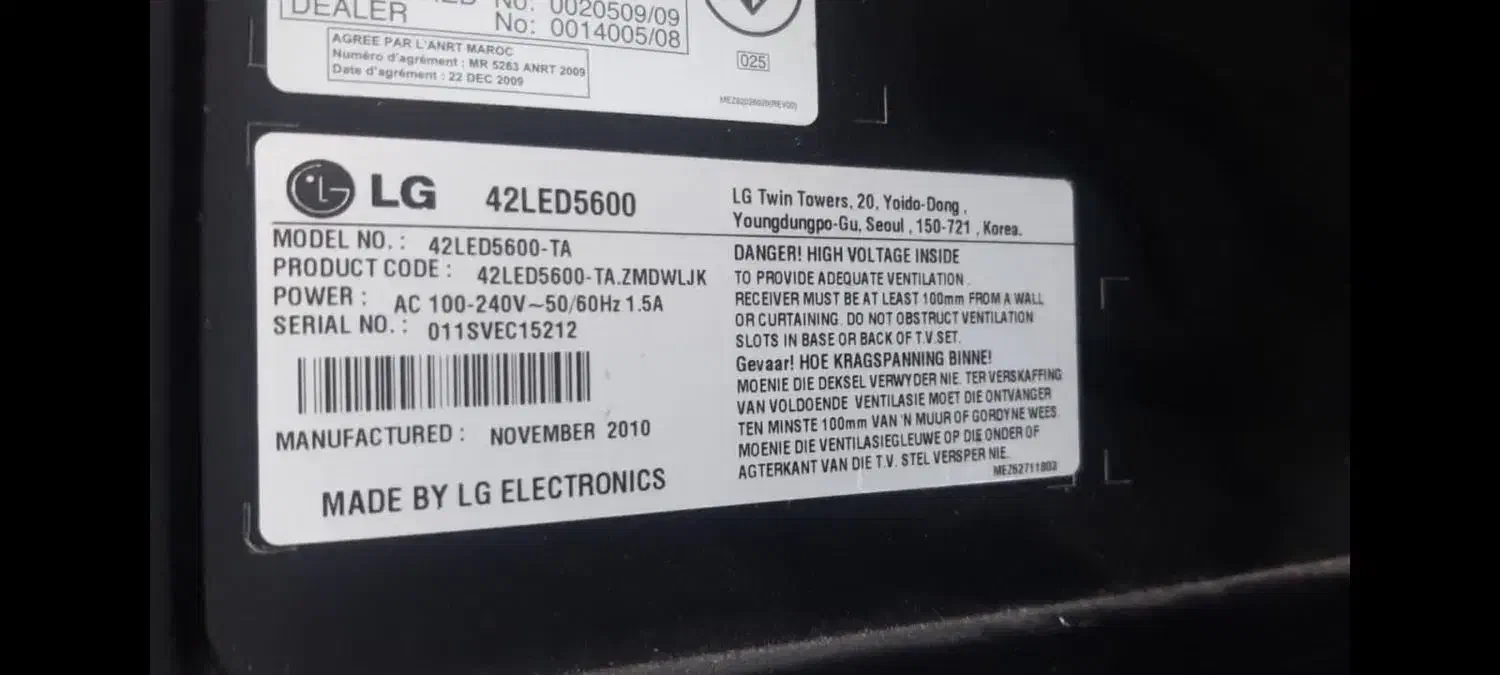 No: 0020509/09
DEALER
No: 0014005/08
AGREE PAR L'ANRT MAROC
Numéro d'agrément : MR 5263 ANRT 2009
Date d'agrément : 22 DEC 2009
025
LG
42LED5600
LG Twin Towers, 20, Yoido-Dong,
Youngdungpo-Gu, Seoul, 150-721, Korea.
MODEL NO. : 42LED5600-TA
PRODUCT CODE : 42LED5600-TA.ZMDWLJK
POWER : AC 100-240V~50/60Hz 1.5A
SERIAL NO. : 011SVEC15212
MANUFACTURED : NOVEMBER 2010
MADE BY LG ELECTRONICS
DANGER! HIGH VOLTAGE INSIDE
TO PROVIDE ADEQUATE VENTILATION
RECEIVER MUST BE AT LEAST 100mm FROM A WALL
OR CURTAINING. DO NOT OBSTRUCT VENTILATION
SLOTS IN BASE OR BACK OF T.V. SET.
Gevaar! HOE KRAGSPANNING BINNE!
MOENIE DIE DEKSEL VERWYDER NIE. TER VERSKAFFING
VAN VOLDOENDE VENTILASIE MOET DIE ONTVANGER
TEN MINSTE 100mm VAN 'N MUUR OF GORDYNE WEES.
MOENIE DIE VENTILASIEGLEUWE OP DIE ONDER OF
AGTERKANT VAN DIE T.V. STEL VERSPER NIE.
MEZ62711803